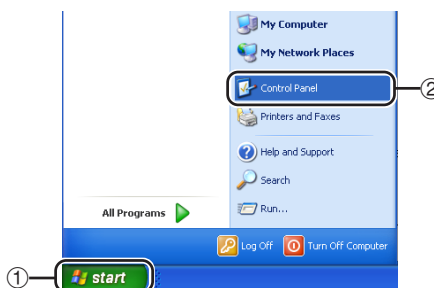 My Computer
My Network Places
Control Panel
②
Printers and Faxes
Help and Support
Search
All Programs
Run...
Log Off Turn Off Computer
① start